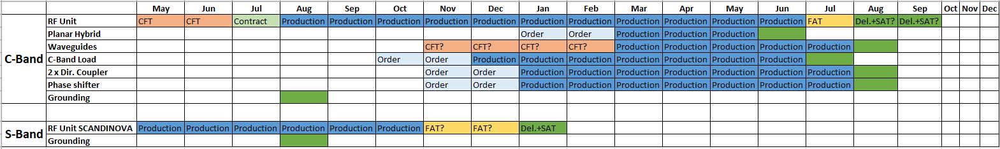 May Jun Jul Aug Sep Oct Nov Dec Jan Feb Mar Apr May Jun Jul Aug Sep Oct Nov Dec
C-Band
RF Unit CFT CFT Contract Production Production Production Production Production Production Production Production Production Production Production FAT Del.+SAT? Del.+SAT?
Planar Hybrid Order Order Production Production Production
Waveguides CFT? CFT? CFT? CFT? Production Production Production Production Production
C-Band Load Order Order Production Production Production Production Production Production Production
2 x Dir. Coupler Order Order Production Production Production Production Production Production Production
Phase shifter Order Order Production Production Production Production Production Production Production
Grounding
S-Band
RF Unit SCANDINOVA Production Production Production Production Production Production FAT? FAT? Del.+SAT
Grounding